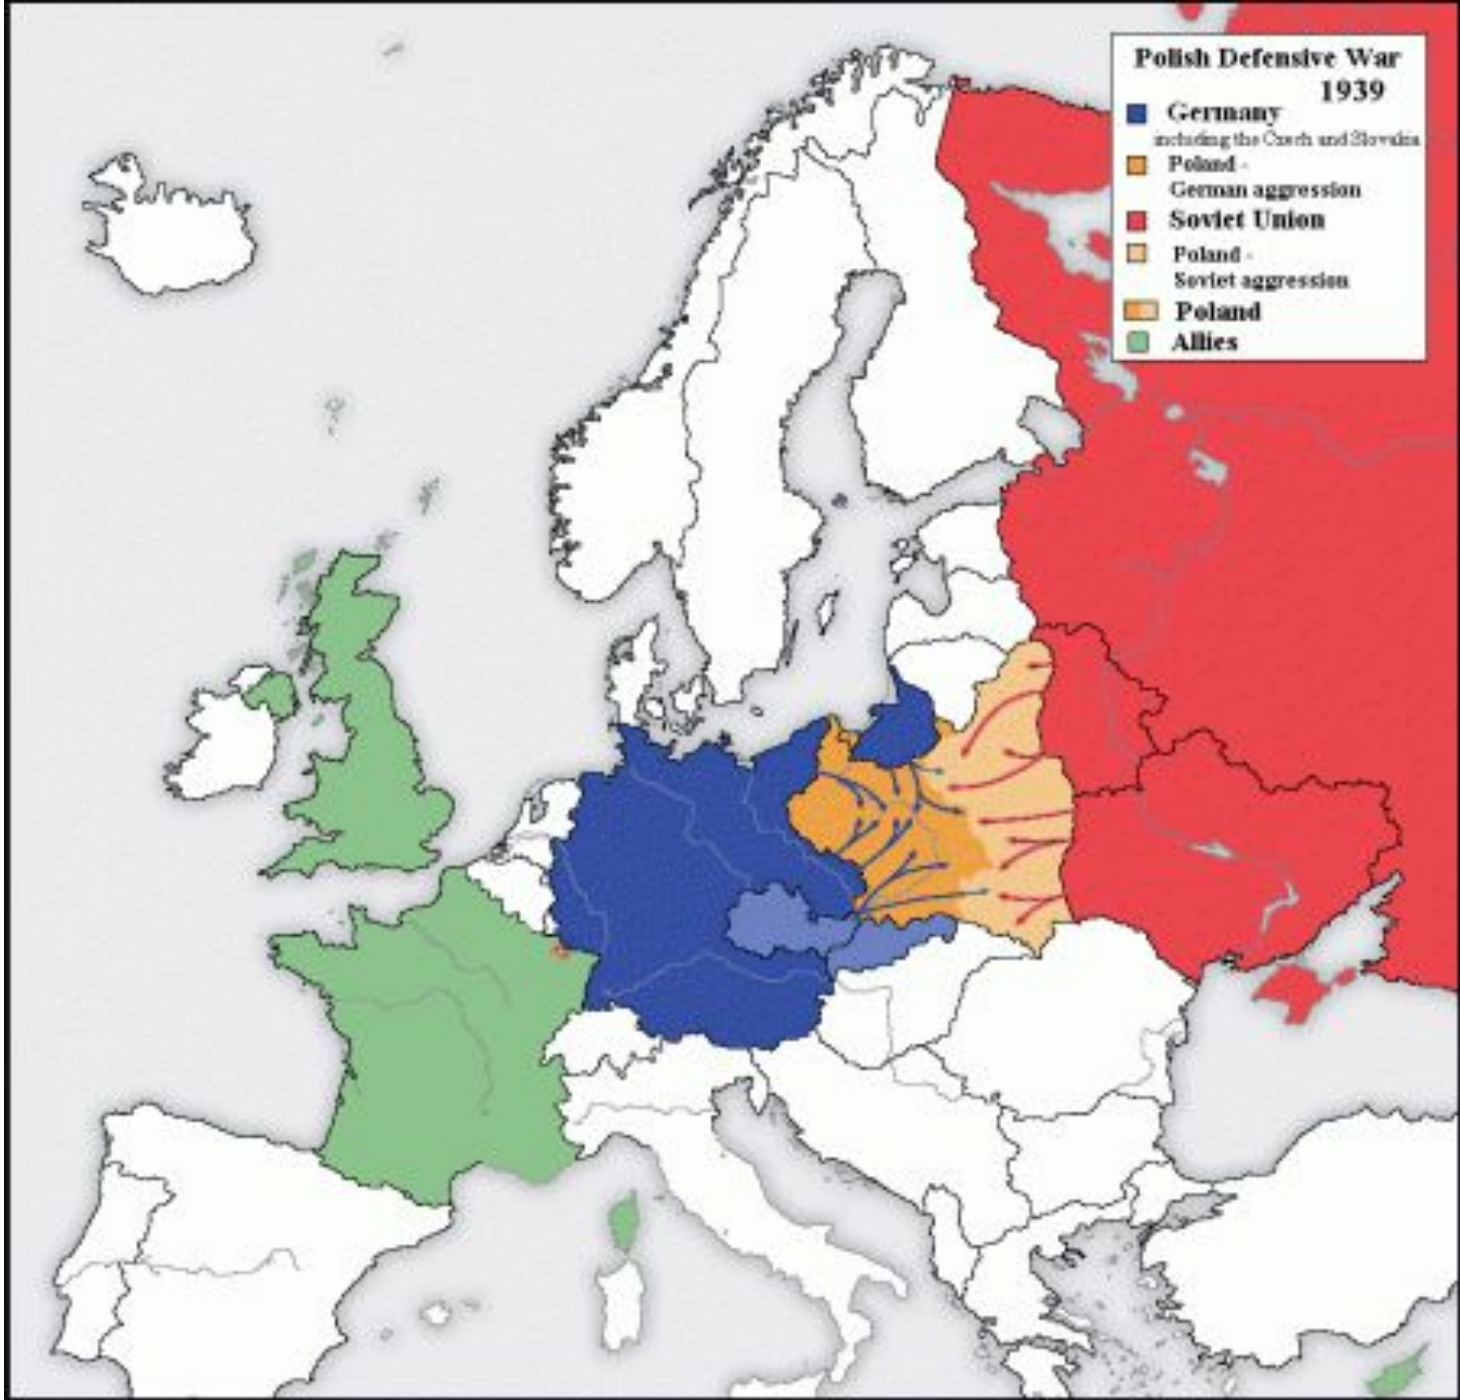 Polish Defensive War
1939
Germany
including the Czech and Slovakia
Poland -
German aggression
Soviet Union
Poland -
Soviet aggression
Poland
Allies